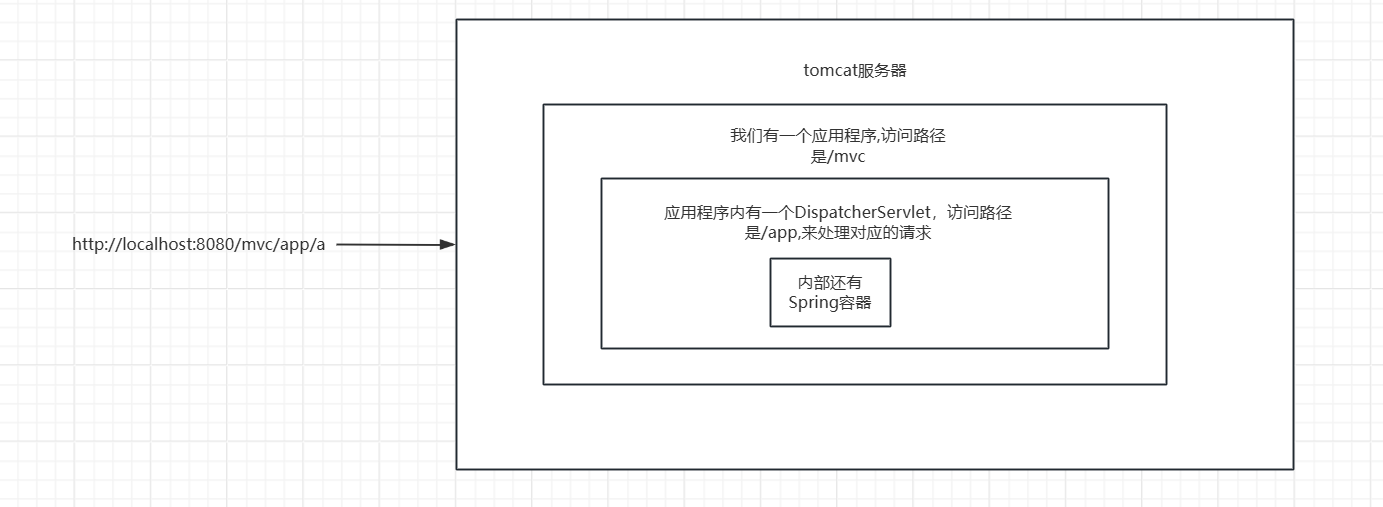 tomcat服务器
我们有一个应用程序,访问路径
是/mvc
应用程序内有一个DispatcherServlet，访问路径
是/app,来处理对应的请求
http://localhost:8080/mvc/app/a
内部还有
Spring容器